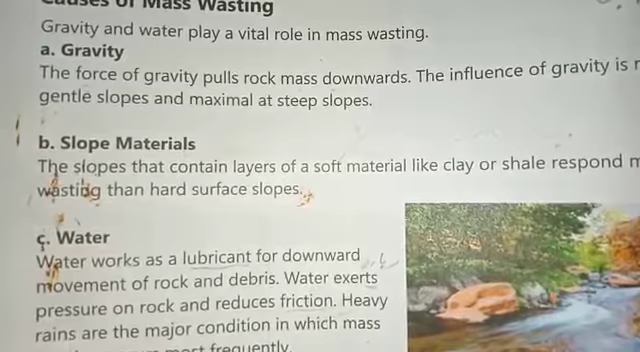 Causes of Mass Wasting
Gravity and water play a vital role in mass wasting.
a. Gravity
The force of gravity pulls rock mass downwards. The influence of gravity is
gentle slopes and maximal at steep slopes.
b. Slope Materials
The slopes that contain layers of a soft material like clay or shale respond
wasting than hard surface slopes.
c. Water
Water works as a lubricant for downward
movement of rock and debris. Water exerts
pressure on rock and reduces friction. Heavy
rains are the major condition in which mass
most frequently.